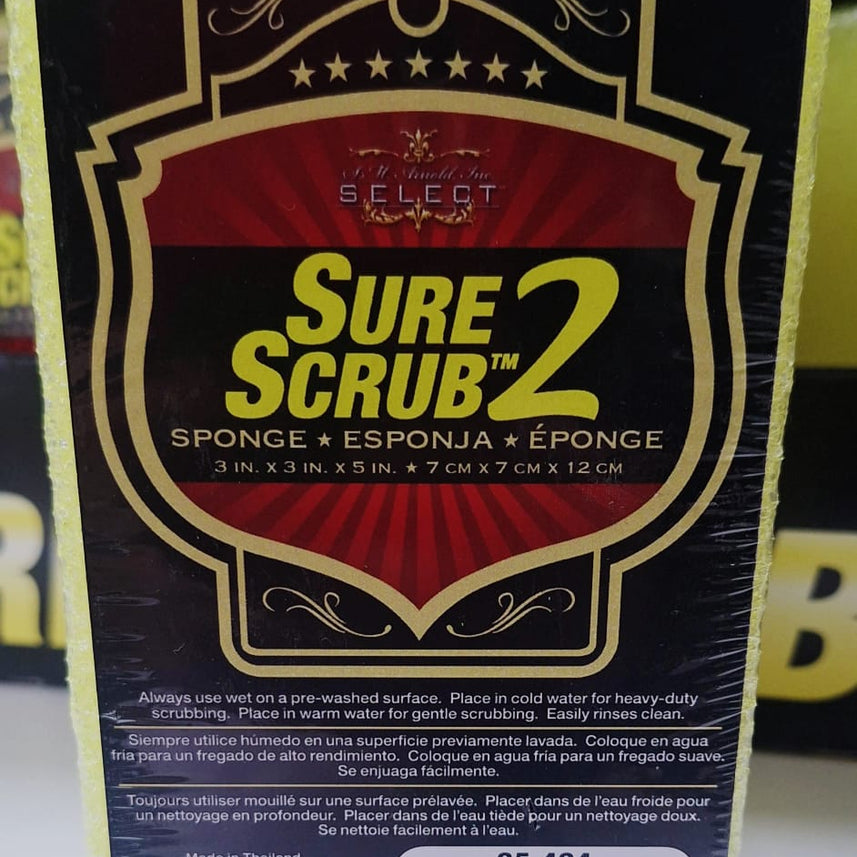 S M Arnold, Inc.
SELECT
SURE
SCRUB™ 2
SPONGE ★ ESPONJA ★ ÉPONGE
3 IN. X 3 IN. X 5 IN. ★ 7 CM X 7 CM X 12 CM
Always use wet on a pre-washed surface. Place in cold water for heavy-duty
scrubbing. Place in warm water for gentle scrubbing. Easily rinses clean.
Siempre utilice húmedo en una superficie previamente lavada. Coloque en agua
fría para un fregado de alto rendimiento. Coloque en agua fría para un fregado suave.
Se enjuaga fácilmente.
Toujours utiliser mouillé sur une surface prélavée. Placer dans de l'eau froide pour
un nettoyage en profondeur. Placer dans de l'eau tiède pour un nettoyage doux.
Se nettoie facilement à l'eau.
Made in Thailand